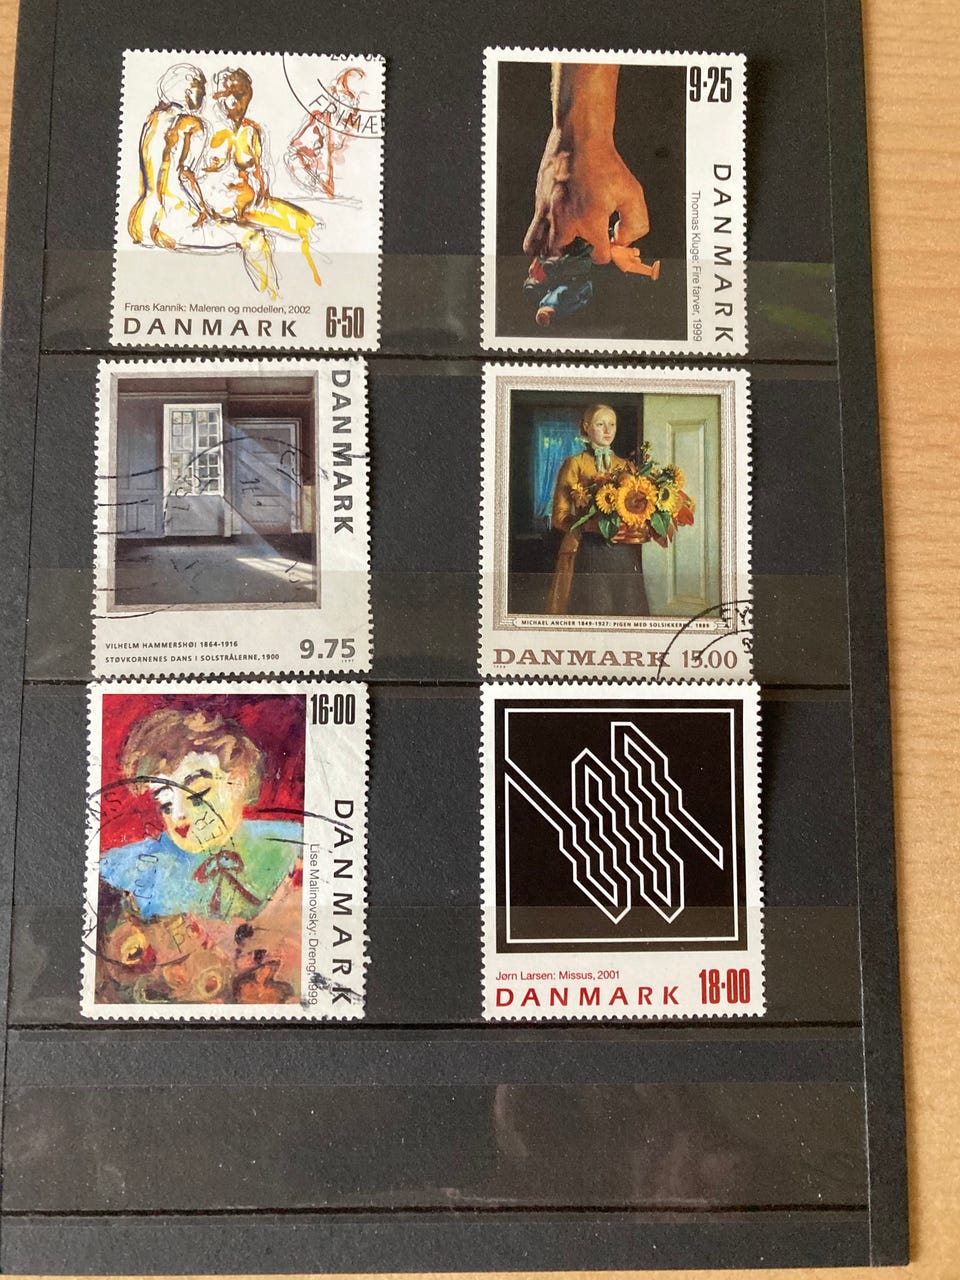 FRIMÆ
Frans Kannik: Maleren og modellen, 2002
DANMARK 6·50
9·25
DANMARK
Thomas Kluge: Fire farver, 1999
DANMARK
VILHELM HAMMERSHØI 1864-1916
STØVKORNENES DANS I SOLSTRÅLERNE, 1900
9.75
1997
MICHAEL ANCHER 1849-1927: PIGEN MED SOLSIKKERNE, 1889
DANMARK 15.00
16·00
DANMARK
Lise Malinovsky: Dreng, 1999
Jørn Larsen: Missus, 2001
DANMARK 18·00